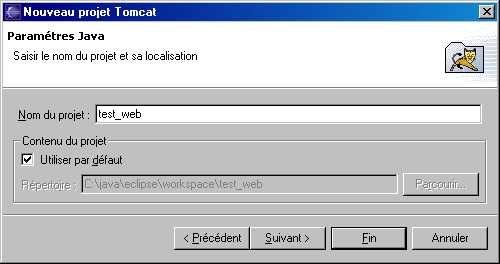 Nouveau projet Tomcat
Paramétres Java
Saisir le nom du projet et sa localisation
Nom du projet : test_web
Contenu du projet
Utiliser par défaut
Répertoire : C:\java\eclipse\workspace\test_web Parcourir...
< Précédent Suivant > Fin Annuler